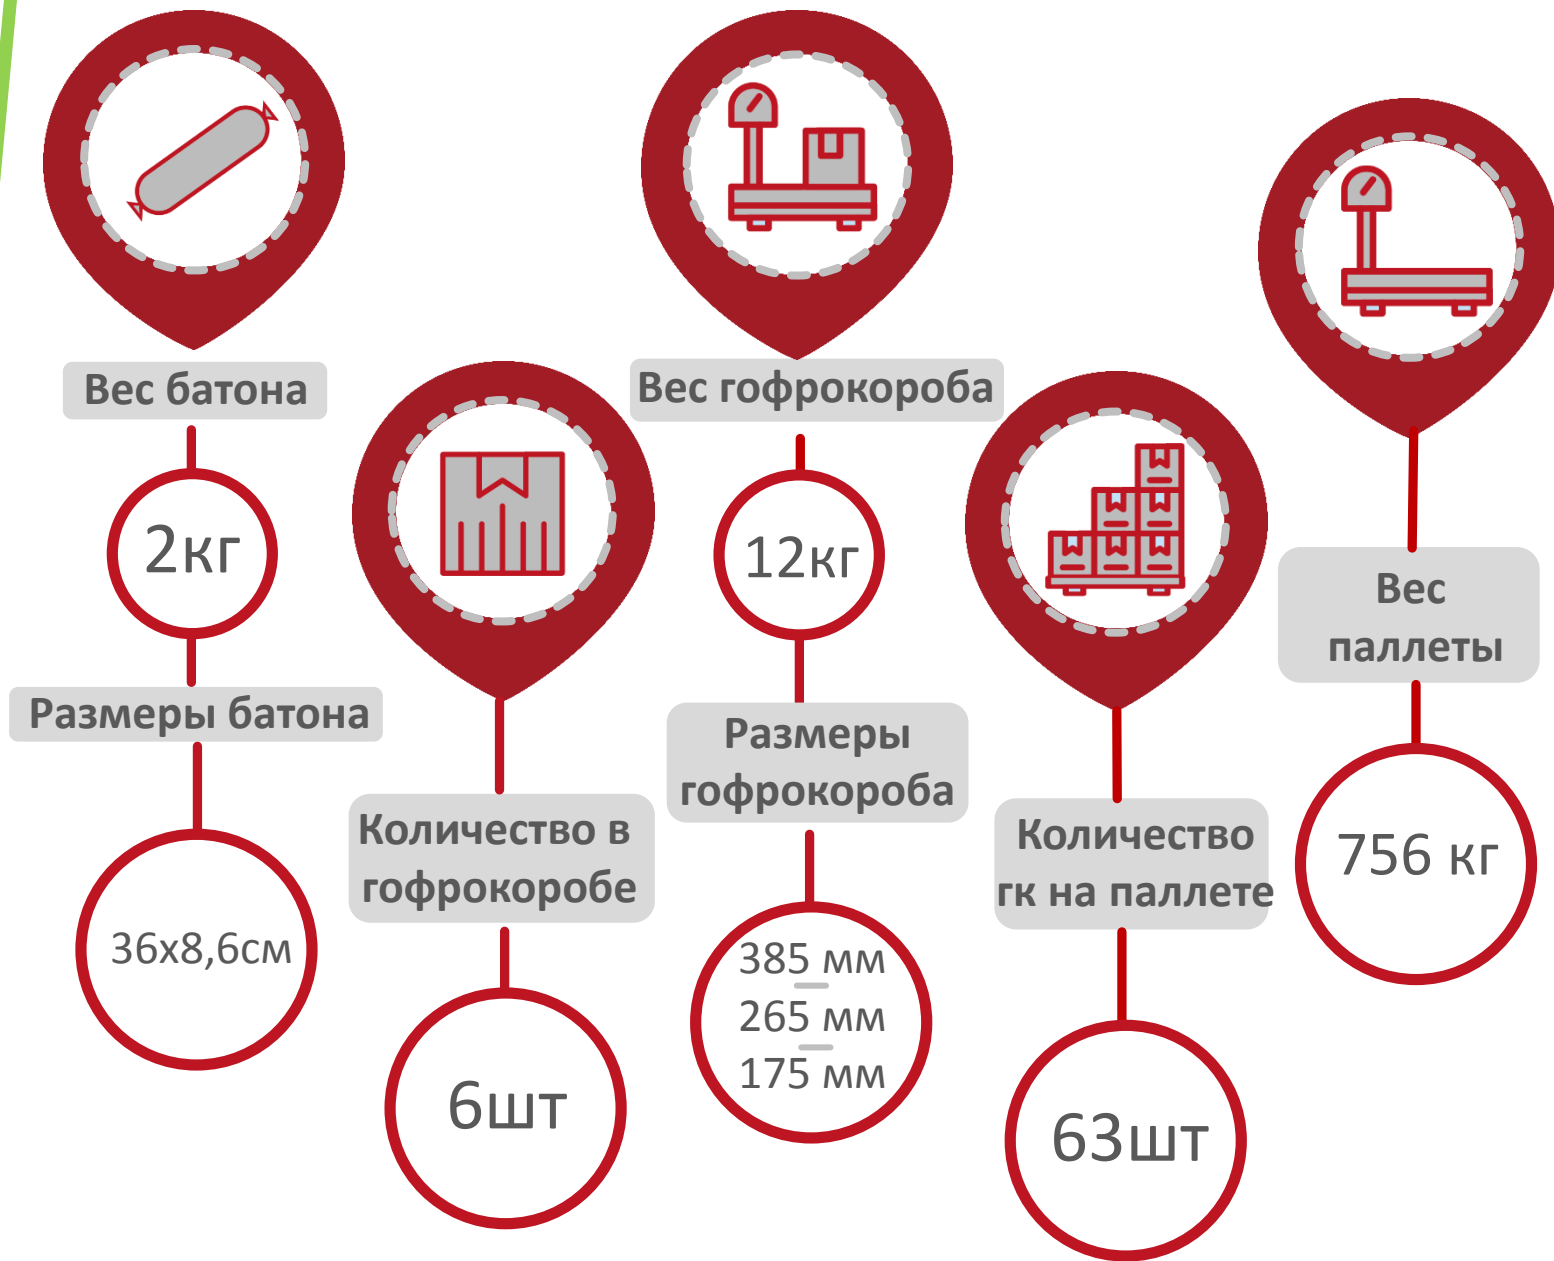 Вес батона
2кг
Размеры батона
36х8,6см
Количество в
гофрокоробе
6шт
Вес гофрокороба
12кг
Размеры
гофрокороба
385 мм
265 мм
175 мм
Количество
гк на паллете
63шт
Вес
паллеты
756 кг